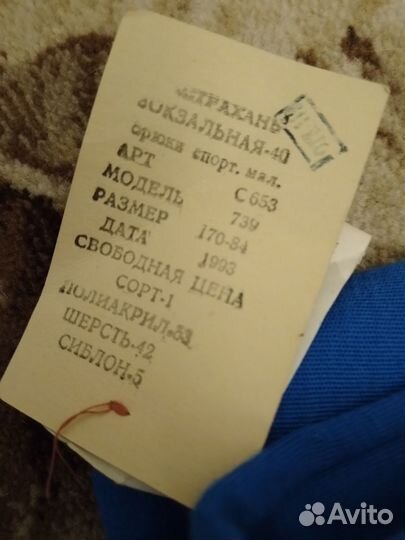 АСТРАХАНЬ
ВОКЗАЛЬНАЯ-40
брюки спорт. мал.
АРТ С 653
МОДЕЛЬ 739
РАЗМЕР 170-84
ДАТА 1993
СВОБОДНАЯ ЦЕНА
СОРТ-1
ПОЛИАКРИЛ-53
ШЕРСТЬ-42
СИБЛОН-5
Avito